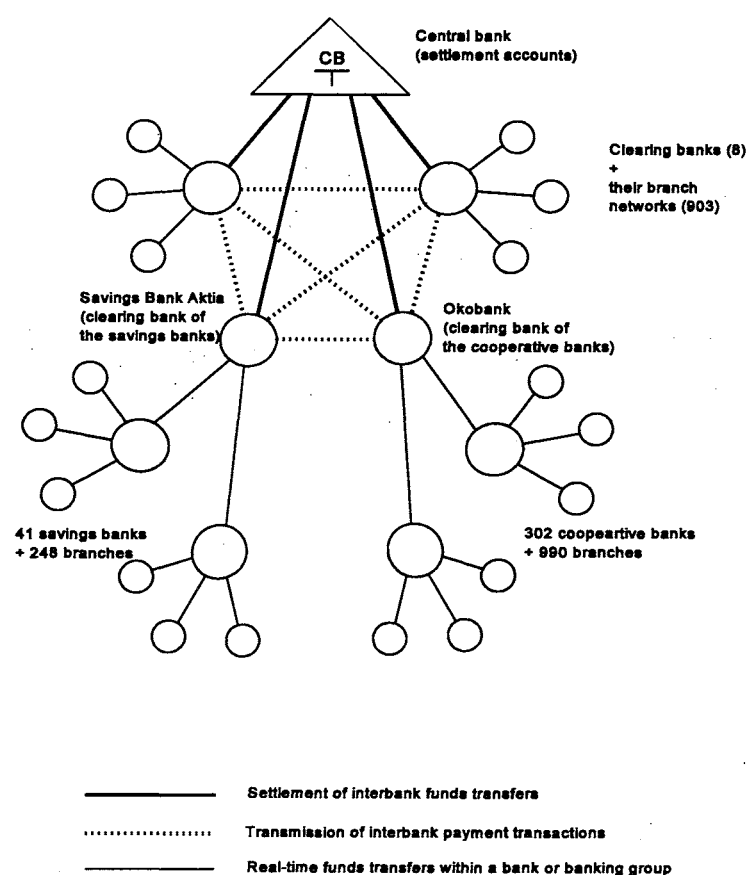 Central bank
(settlement accounts)
CB
Clearing banks (8)
+
their branch
networks (903)
Savings Bank Aktia
(clearing bank of
the savings banks)
Okobank
(clearing bank of
the cooperative banks)
41 savings banks
+ 248 branches
302 coopeartive banks
+ 990 branches
Settlement of interbank funds transfers
Transmission of interbank payment transactions
Real-time funds transfers within a bank or banking group